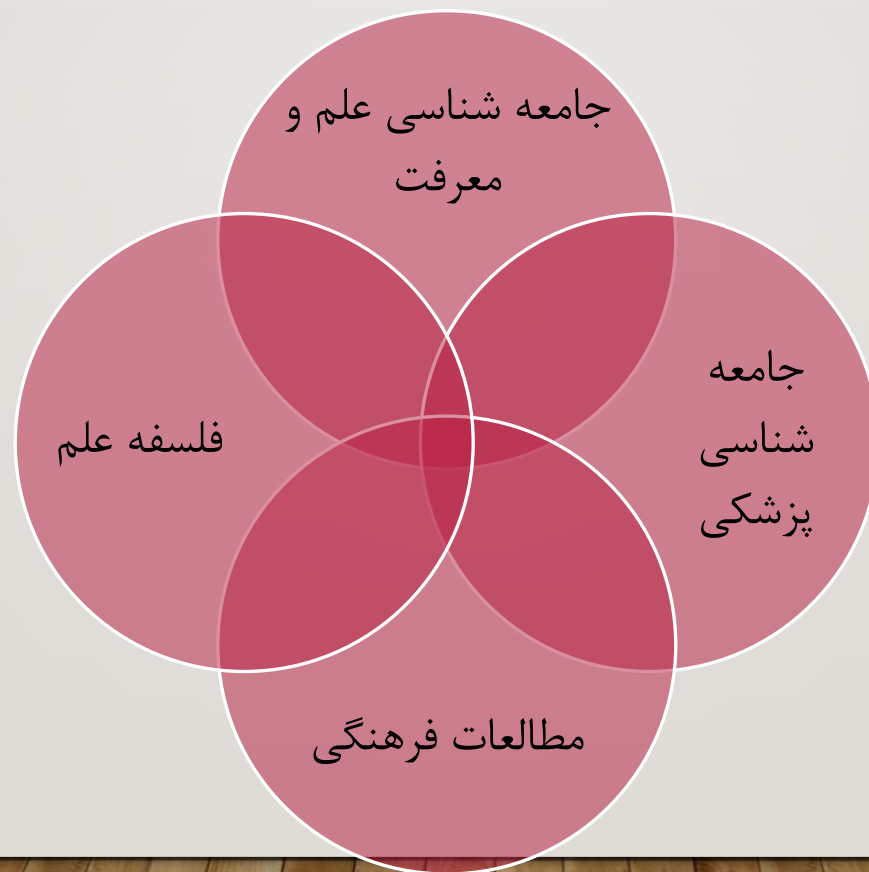 جامعه شناسی علم و
معرفت
جامعه
شناسی
پزشکی
فلسفه علم
مطالعات فرهنگی